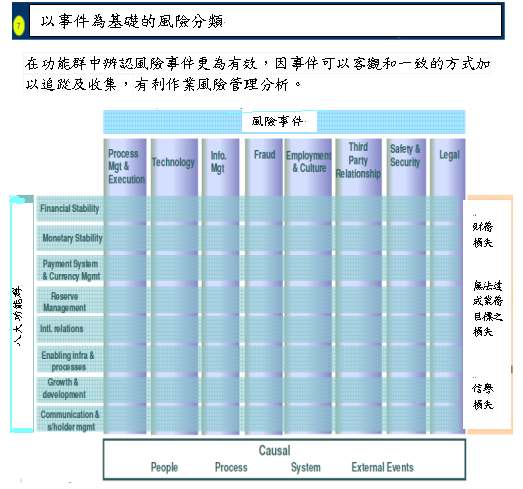 7
以事件為基礎的風險分類
在功能群中辨認風險事件更為有效，因事件可以客觀和一致的方式加
以追蹤及收集，有利作業風險管理分析。
風險事件
Process
Mgt &
Execution
Technology
Info.
Mgt
Fraud
Employment
& Culture
Third
Party
Relationship
Safety &
Security
Legal
八大功能群
Financial Stability
Monetary Stability
Payment System
& Currency Mgmt
Reserve
Management
Intl. relations
Enabling infra &
processes
Growth &
development
Communication &
s/holder mgmt
財務
損失
無法達
成業務
目標之
損失
信譽
損失
Causal
People Process System External Events